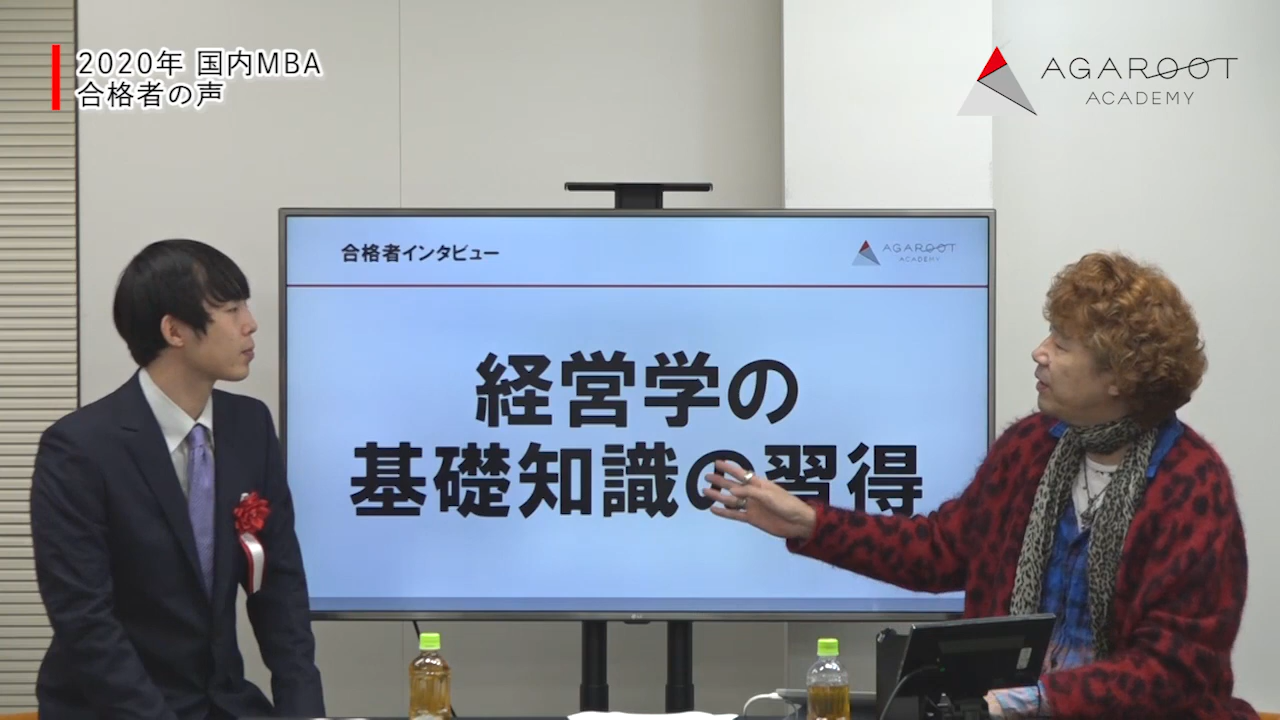 2020年 国内MBA
合格者の声
AGAROOT
ACADEMY
合格者インタビュー
AGAROOT
ACADEMY
経営学の
基礎知識の習得
LG